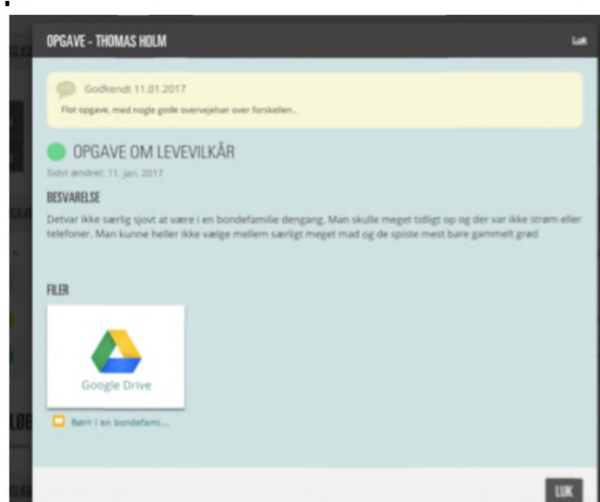 OPGAVE - THOMAS HOLM
Luk
Godkendt 11.01.2017
Flot opgave, med nogle gode overvejelser over forskellen..
OPGAVE OM LEVEVILKÅR
Sidst ændret: 11. jan. 2017
BESVARELSE
Detvar ikke særlig sjovt at være i en bondefamilie dengang. Man skulle meget tidligt op og der var ikke strøm eller
telefoner. Man kunne heller ikke vælge mellem særligt meget mad og de spiste mest bare gammelt grød
FILER
Google Drive
Børn i en bondefami...
LUK